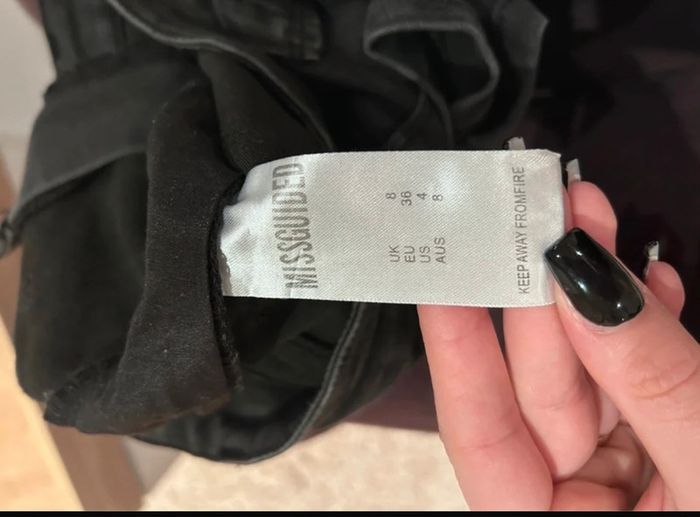 MISSGUIDED
UK 8
EU 36
US 4
AUS 8
KEEP AWAY FROMFIRE